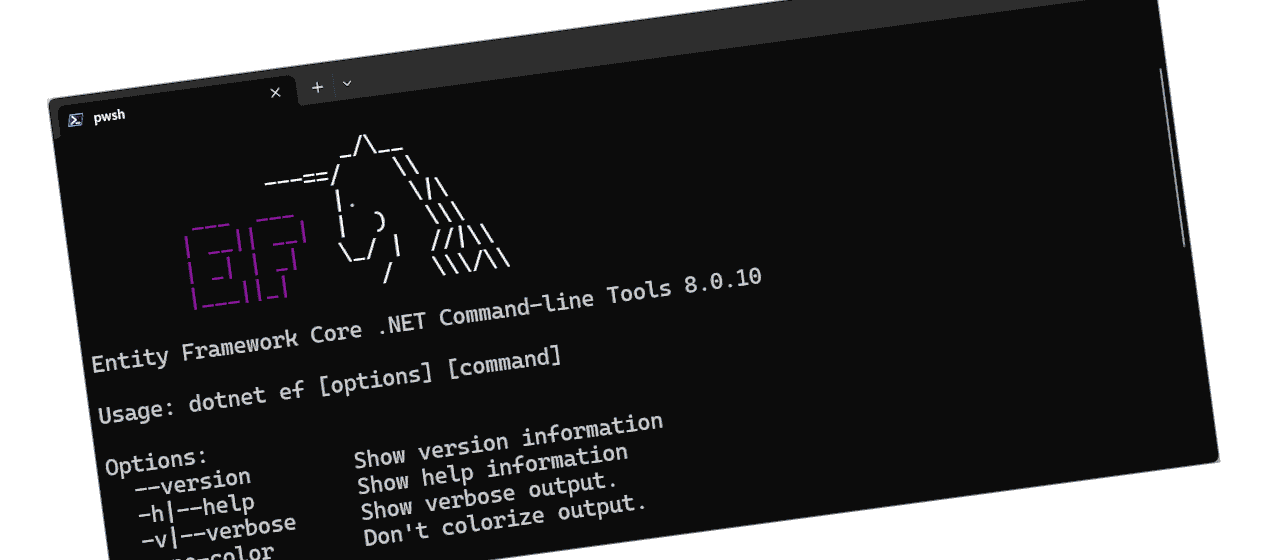 pwsh
EF
Entity Framework Core .NET Command-line Tools 8.0.10
Usage: dotnet ef [options] [command]
Options:
--version Show version information
-h|--help Show help information
-v|--verbose Show verbose output.
-color Don't colorize output.